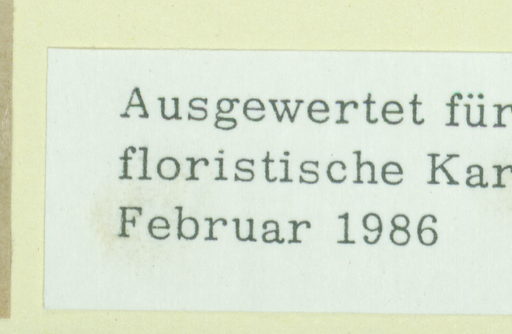 Ausgewertet für
floristische Kar
Februar 1986